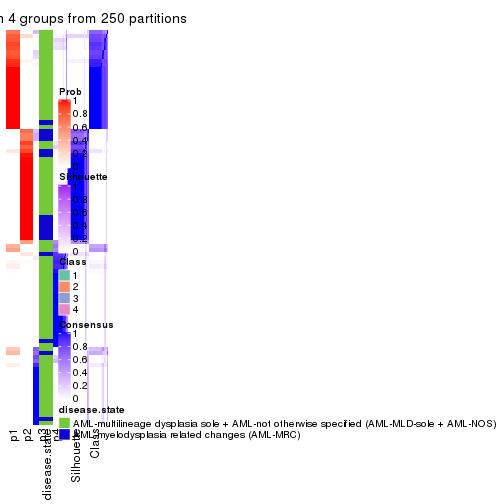 n 4 groups from 250 partitions
Prob
1
0.8
0.6
0.4
0.2
0
Silhouette
1
0.8
0.6
0.4
0.2
0
Class
1
2
3
4
Consensus
1
0.8
0.6
0.4
0.2
0
disease.state
AML-multilineage dysplasia sole + AML-not otherwise specified (AML-MLD-sole + AML-NOS)
AML-myelodysplasia related changes (AML-MRC)
p1
p2
p3
p4
disease.state
Silhouette
Class